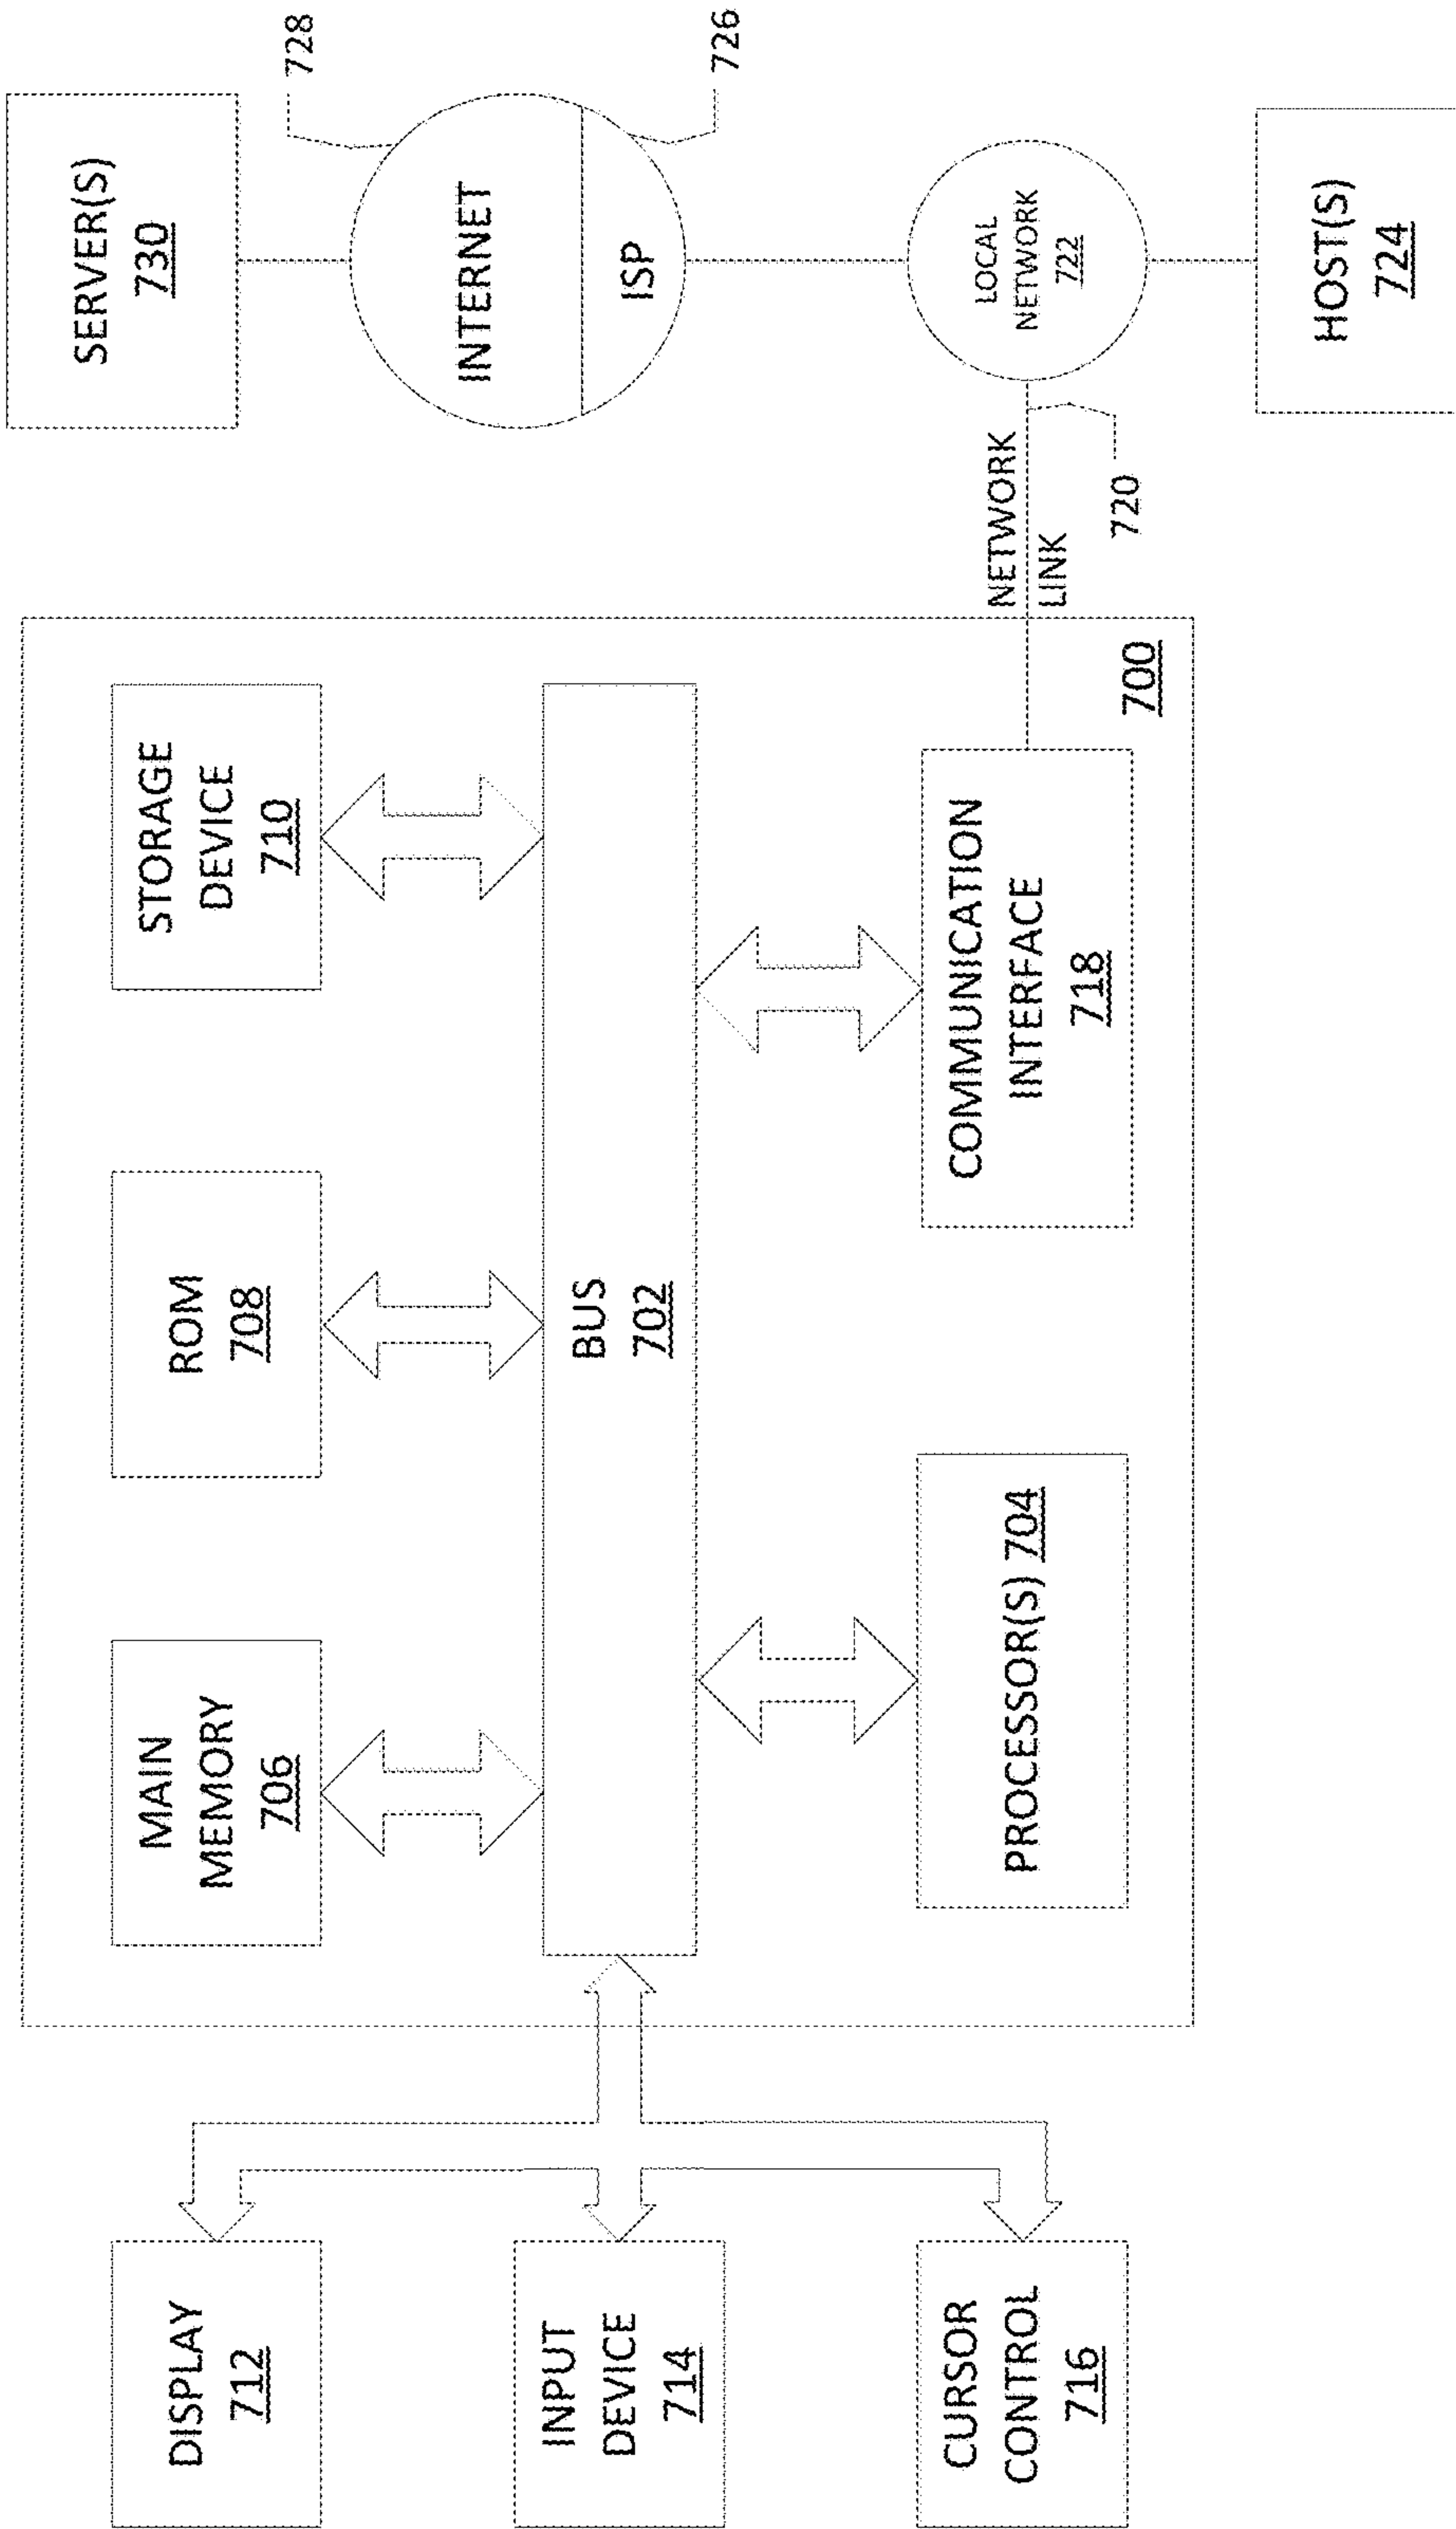 DISPLAY
712
INPUT
DEVICE
714
CURSOR
CONTROL
716
MAIN
MEMORY
706
ROM
708
STORAGE
DEVICE
710
BUS
702
PROCESSOR(S) 704
COMMUNICATION
INTERFACE
718
700
NETWORK
LINK
720
SERVER(S)
730
728
INTERNET
ISP
726
LOCAL
NETWORK
722
HOST(S)
724